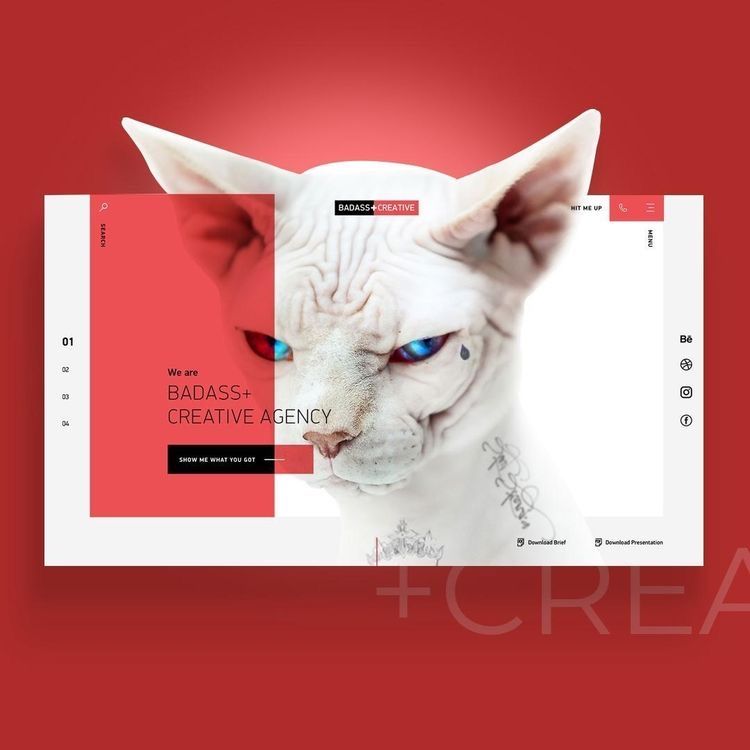 BADASS+CREATIVE
HIT ME UP
SEARCH
MENU
01
02
03
04
We are
BADASS+
CREATIVE AGENCY
SHOW ME WHAT YOU GOT
Bē
Download Brief
Download Presentation
+CREA